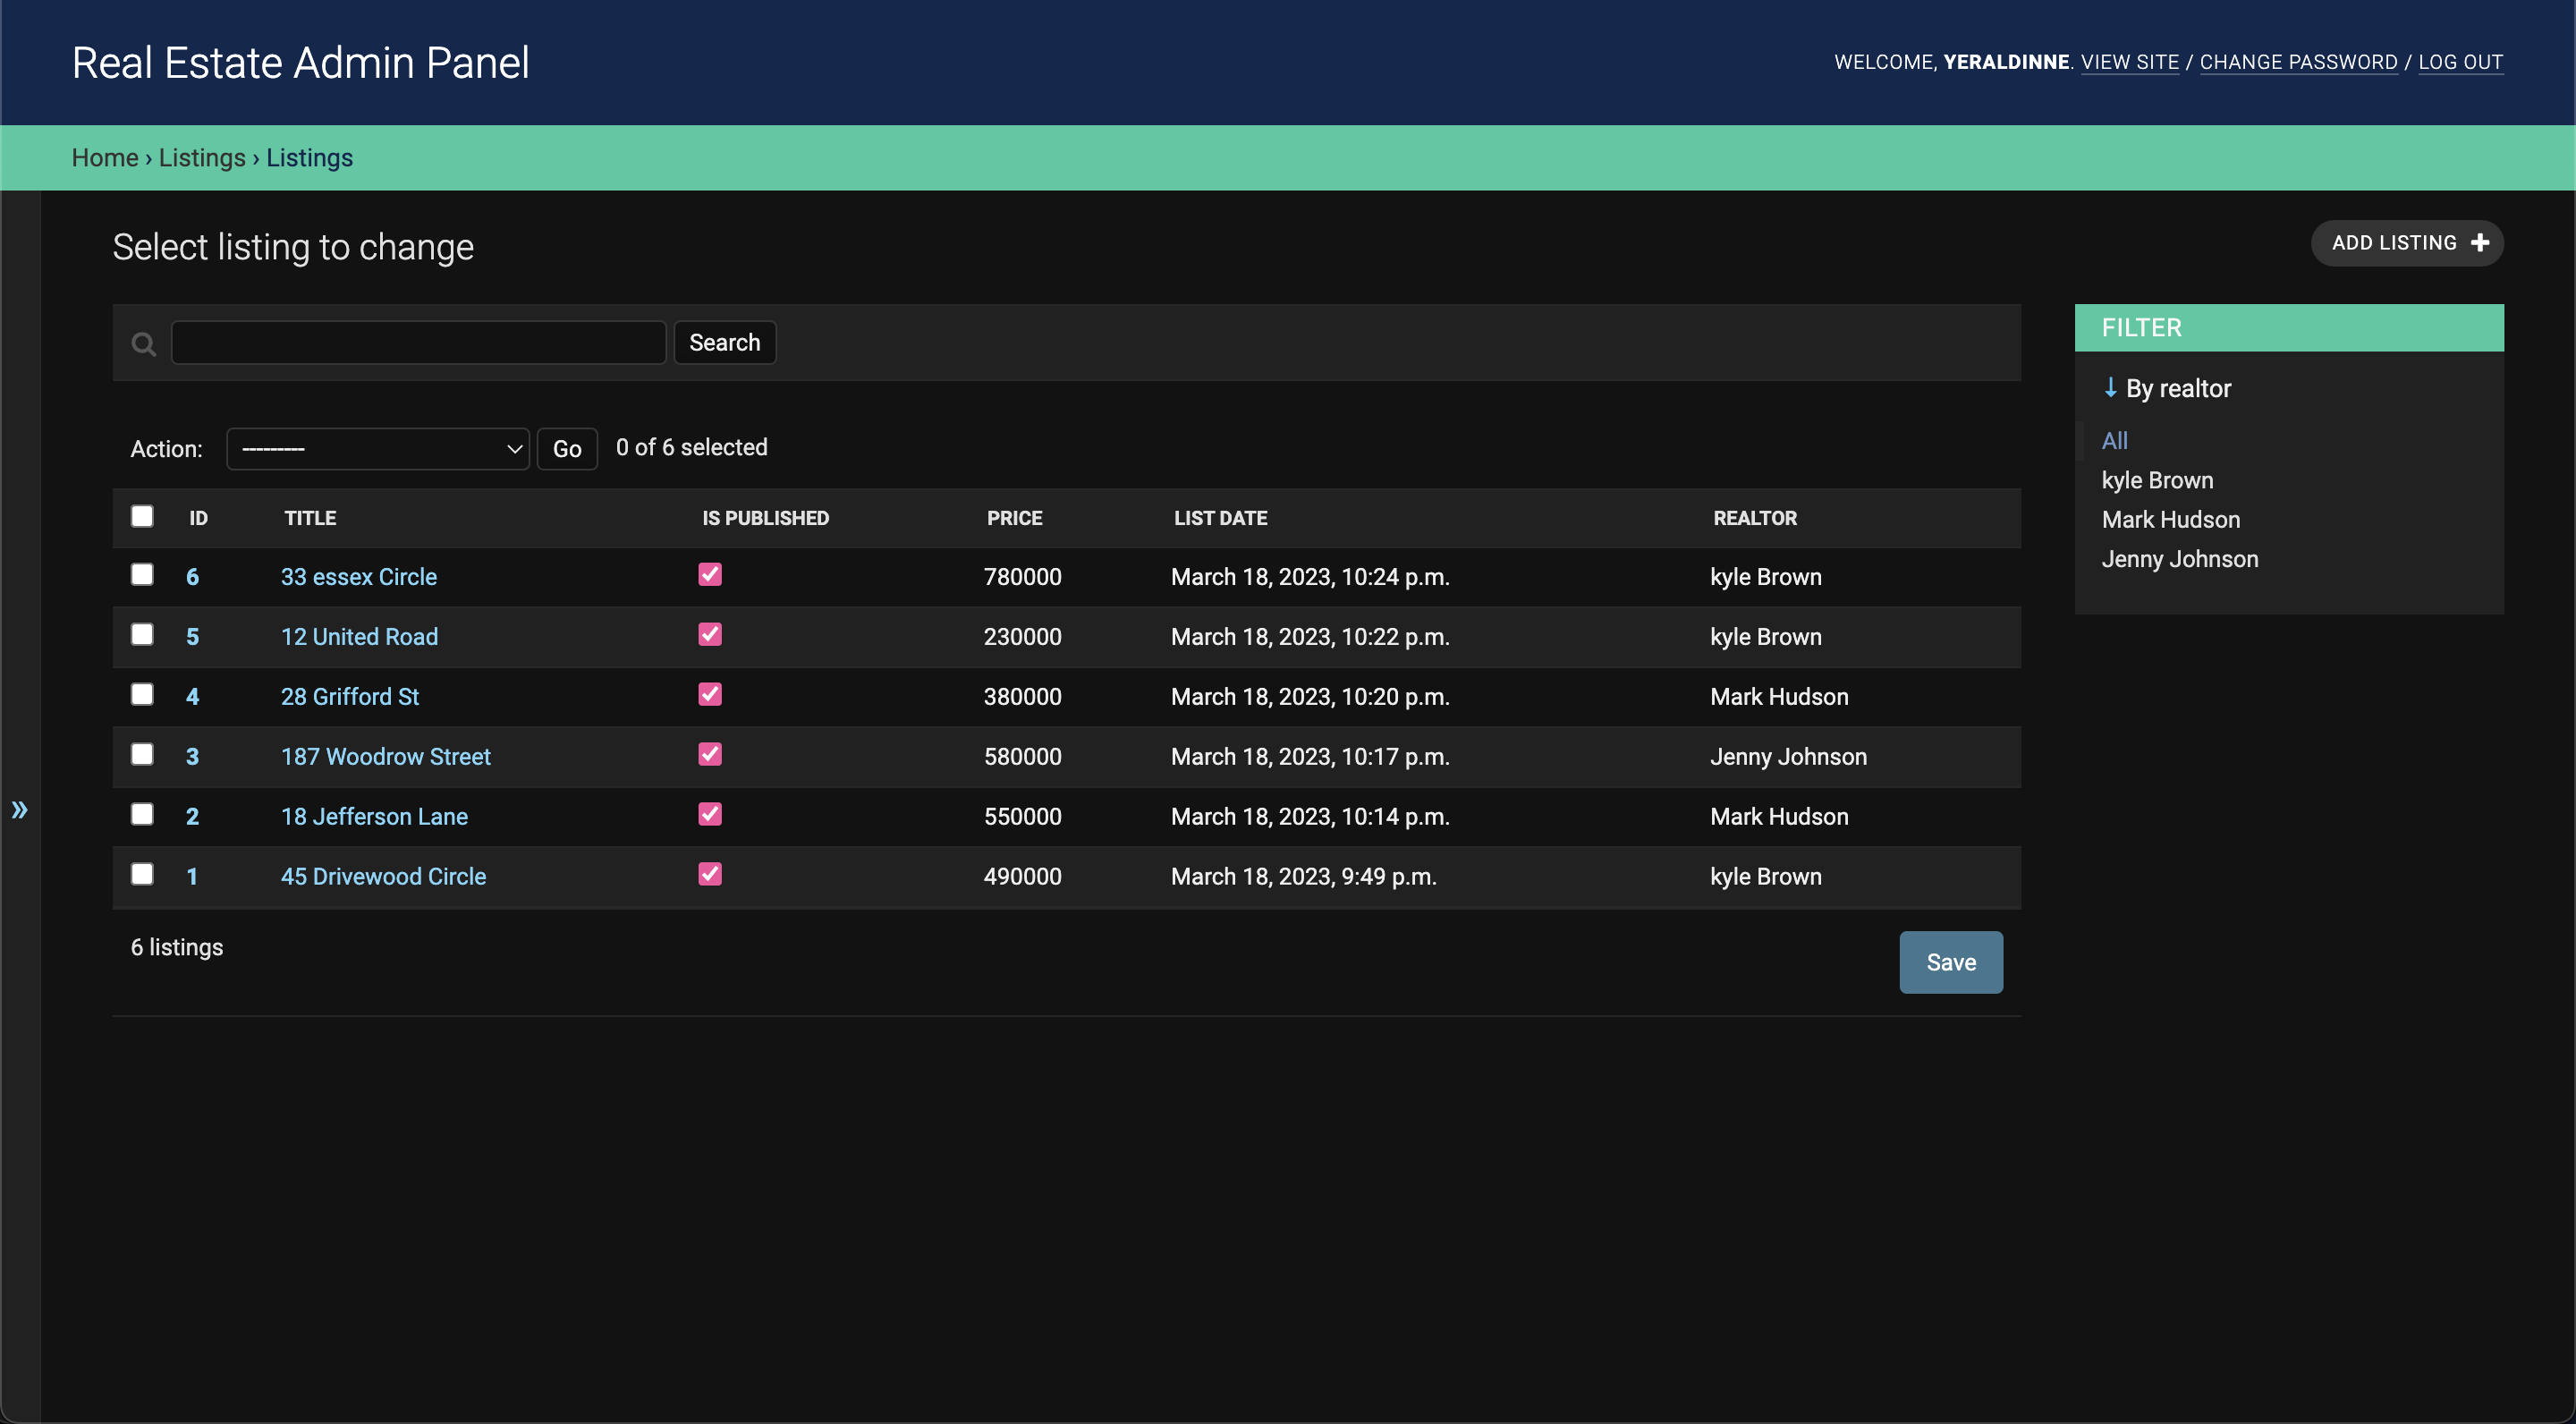 Real Estate Admin Panel
WELCOME, YERALDINNE. VIEW SITE / CHANGE PASSWORD / LOG OUT
Home › Listings › Listings
Select listing to change
ADD LISTING +
Search
Action: --------- Go 0 of 6 selected
ID TITLE IS PUBLISHED PRICE LIST DATE REALTOR
6 33 essex Circle 780000 March 18, 2023, 10:24 p.m. kyle Brown
5 12 United Road 230000 March 18, 2023, 10:22 p.m. kyle Brown
4 28 Grifford St 380000 March 18, 2023, 10:20 p.m. Mark Hudson
3 187 Woodrow Street 580000 March 18, 2023, 10:17 p.m. Jenny Johnson
2 18 Jefferson Lane 550000 March 18, 2023, 10:14 p.m. Mark Hudson
1 45 Drivewood Circle 490000 March 18, 2023, 9:49 p.m. kyle Brown
6 listings
Save
FILTER
↓ By realtor
All
kyle Brown
Mark Hudson
Jenny Johnson
»